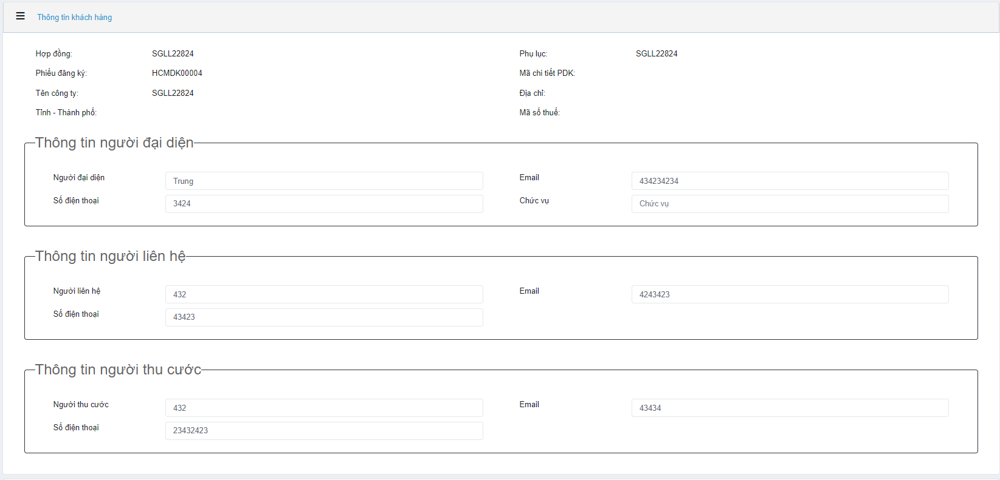 Thông tin khách hàng
Hợp đồng: SGLL22824 Phụ lục: SGLL22824
Phiếu đăng ký: HCMDK00004 Mã chi tiết PDK:
Tên công ty: SGLL22824 Địa chỉ:
Tỉnh - Thành phố: Mã số thuế:
Thông tin người đại diện
Người đại diện Trung Email 434234234
Số điện thoại 3424 Chức vụ Chức vụ
Thông tin người liên hệ
Người liên hệ 432 Email 4243423
Số điện thoại 43423
Thông tin người thu cước
Người thu cước 432 Email 43434
Số điện thoại 23432423